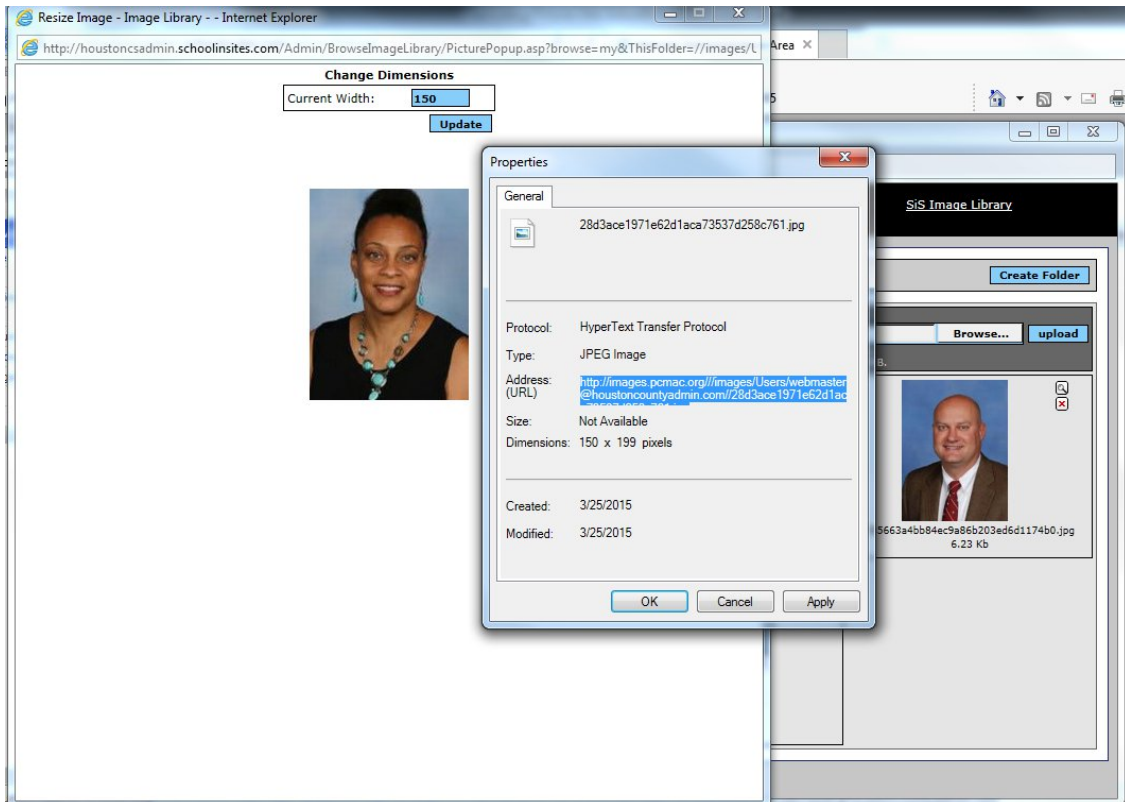 Resize Image - Image Library - - Internet Explorer
http://houstoncsadmin.schoolinsites.com/Admin/BrowseImageLibrary/PicturePopup.asp?browse=my&ThisFolder=//images/U
Area
Change Dimensions
Current Width: 150
Update
Properties
General
28d3ace1971e62d1aca73537d258c761.jpg
Protocol: HyperText Transfer Protocol
Type: JPEG Image
Address: http://images.pcmac.org///images/Users/webmaster
(URL) @houstoncountyadmin.com//28d3ace1971e62d1ac
Size: Not Available
Dimensions: 150 x 199 pixels
Created: 3/25/2015
Modified: 3/25/2015
OK Cancel Apply
SiS Image Library
Create Folder
Browse... upload
5663a4bb84ec9a86b203ed6d1174b0.jpg
6.23 Kb